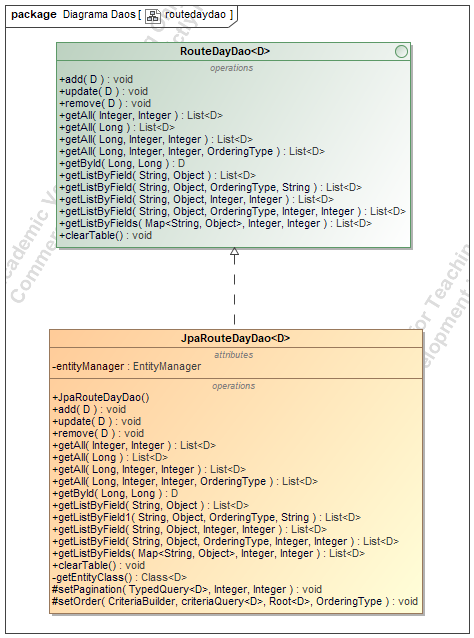 package Diagrama Daos [ routedaydao ]
RouteDayDao<D>
operations
+add( D ) : void
+update( D ) : void
+remove( D ) : void
+getAll( Integer, Integer ) : List<D>
+getAll( Long ) : List<D>
+getAll( Long, Integer, Integer ) : List<D>
+getAll( Long, Integer, Integer, OrderingType ) : List<D>
+getById( Long, Long ) : D
+getListByField( String, Object ) : List<D>
+getListByField( String, Object, OrderingType, String ) : List<D>
+getListByField( String, Object, Integer, Integer ) : List<D>
+getListByField( String, Object, OrderingType, Integer, Integer ) : List<D>
+getListByFields( Map<String, Object>, Integer, Integer ) : List<D>
+clearTable() : void
JpaRouteDayDao<D>
attributes
-entityManager : EntityManager
operations
+JpaRouteDayDao()
+add( D ) : void
+update( D ) : void
+remove( D ) : void
+getAll( Integer, Integer ) : List<D>
+getAll( Long ) : List<D>
+getAll( Long, Integer, Integer ) : List<D>
+getAll( Long, Integer, Integer, OrderingType ) : List<D>
+getById( Long, Long ) : D
+getListByField( String, Object ) : List<D>
+getListByField1( String, Object, OrderingType, String ) : List<D>
+getListByField( String, Object, Integer, Integer ) : List<D>
+getListByField( String, Object, OrderingType, Integer, Integer ) : List<D>
+getListByFields( Map<String, Object>, Integer, Integer ) : List<D>
+clearTable() : void
-getEntityClass() : Class<D>
#setPagination( TypedQuery<D>, Integer, Integer ) : void
#setOrder( CriteriaBuilder, criteriaQuery<D>, Root<D>, OrderingType ) : void
for Teaching